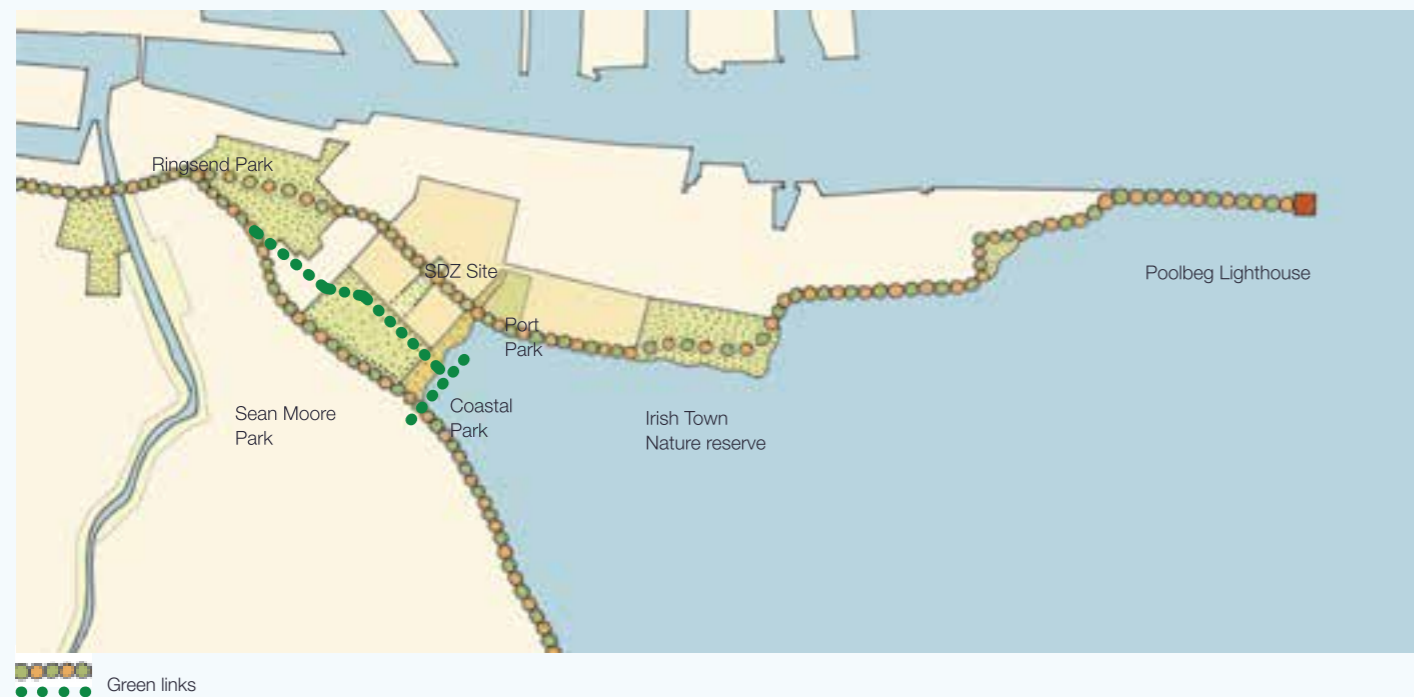 Ringsend Park
SDZ Site
Poolbeg Lighthouse
Port
Park
Sean Moore
Park
Coastal
Park
Irish Town
Nature reserve
Green links